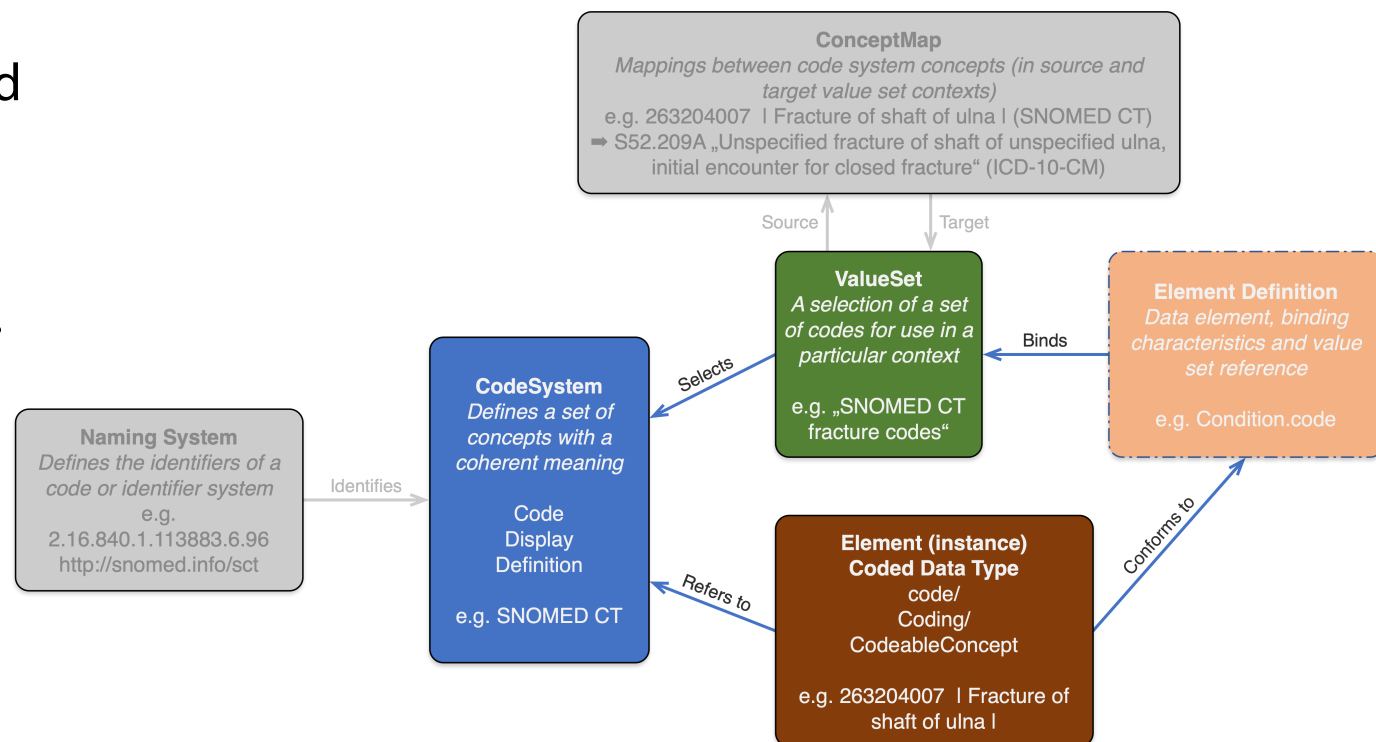 d
ConceptMap
Mappings between code system concepts (in source and
target value set contexts)
e.g. 263204007 | Fracture of shaft of ulna | (SNOMED CT)
➡ S52.209A „Unspecified fracture of shaft of unspecified ulna,
initial encounter for closed fracture“ (ICD-10-CM)
Source
Target
ValueSet
A selection of a set
of codes for use in a
particular context
e.g. „SNOMED CT
fracture codes“
Binds
Element Definition
Data element, binding
characteristics and value
set reference
e.g. Condition.code
Selects
CodeSystem
Defines a set of
concepts with a
coherent meaning
Code
Display
Definition
e.g. SNOMED CT
Naming System
Defines the identifiers of a
code or identifier system
e.g.
2.16.840.1.113883.6.96
http://snomed.info/sct
Identifies
Refers to
Element (instance)
Coded Data Type
code/
Coding/
CodeableConcept
e.g. 263204007 | Fracture of
shaft of ulna |
Conforms to